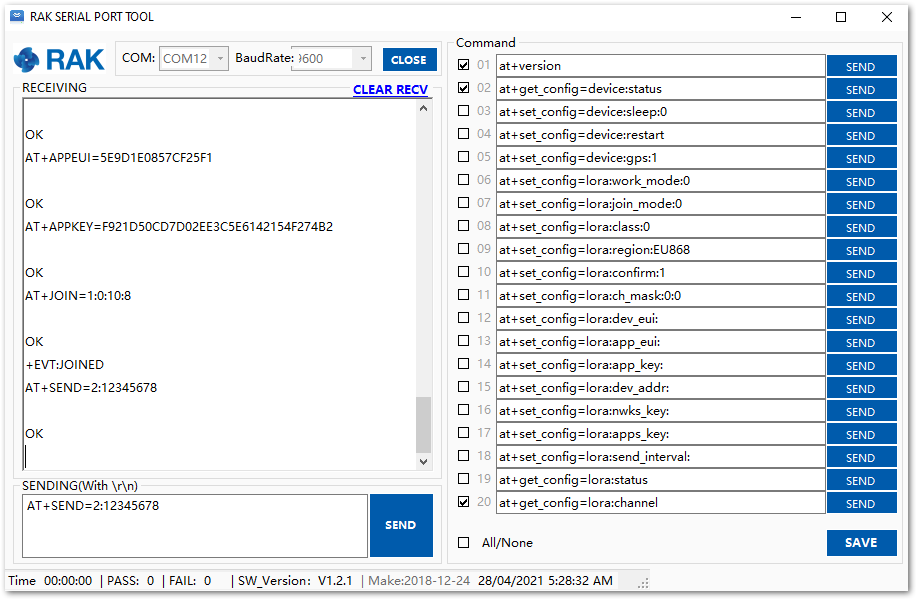 RAK SERIAL PORT TOOL
RAK
COM: COM12 BaudRate: 9600 CLOSE
RECEIVING CLEAR RECV
OK
AT+APPEUI=5E9D1E0857CF25F1
OK
AT+APPKEY=F921D50CD7D02EE3C5E6142154F274B2
OK
AT+JOIN=1:0:10:8
OK
+EVT:JOINED
AT+SEND=2:12345678
OK
SENDING(With \r\n)
AT+SEND=2:12345678
SEND
Command
01 at+version SEND
02 at+get_config=device:status SEND
03 at+set_config=device:sleep:0 SEND
04 at+set_config=device:restart SEND
05 at+set_config=device:gps:1 SEND
06 at+set_config=lora:work_mode:0 SEND
07 at+set_config=lora:join_mode:0 SEND
08 at+set_config=lora:class:0 SEND
09 at+set_config=lora:region:EU868 SEND
10 at+set_config=lora:confirm:1 SEND
11 at+set_config=lora:ch_mask:0:0 SEND
12 at+set_config=lora:dev_eui: SEND
13 at+set_config=lora:app_eui: SEND
14 at+set_config=lora:app_key: SEND
15 at+set_config=lora:dev_addr: SEND
16 at+set_config=lora:nwks_key: SEND
17 at+set_config=lora:apps_key: SEND
18 at+set_config=lora:send_interval: SEND
19 at+get_config=lora:status SEND
20 at+get_config=lora:channel SEND
All/None SAVE
Time 00:00:00 | PASS: 0 | FAIL: 0 | SW_Version: V1.2.1 | Make:2018-12-24 28/04/2021 5:28:32 AM